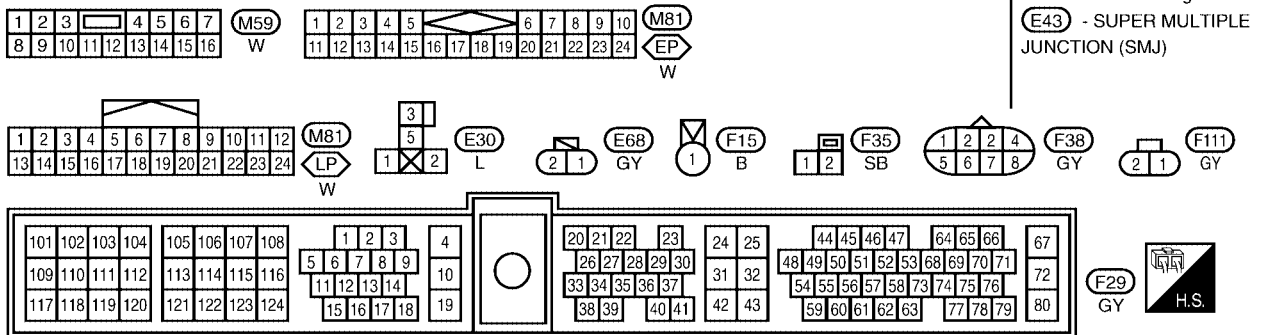 E43 - SUPER MULTIPLE
JUNCTION (SMJ)
1 2 3 4 5 6 7
8 9 10 11 12 13 14 15 16
M59
W
1 2 3 4 5 6 7 8 9 10
11 12 13 14 15 16 17 18 19 20 21 22 23 24
M81
EP
W
1 2 3 4 5 6 7 8 9 10 11 12
13 14 15 16 17 18 19 20 21 22 23 24
M81
LP
W
3
5
1 2
E30
L
2 1
E68
GY
1
F15
B
1 2
F35
SB
1 2 2 4
5 6 7 8
F38
GY
2 1
F111
GY
101 102 103 104 105 106 107 108 1 2 3 4 20 21 22 23 24 25 44 45 46 47 64 65 66 67
109 110 111 112 113 114 115 116 5 6 7 8 9 10 26 27 28 29 30 31 32 48 49 50 51 52 53 68 69 70 71 72
11 12 13 14 33 34 35 36 37 54 55 56 57 58 73 74 75 76
117 118 119 120 121 122 123 124 15 16 17 18 19 38 39 40 41 42 43 59 60 61 62 63 77 78 79 80
F29
GY
H.S.